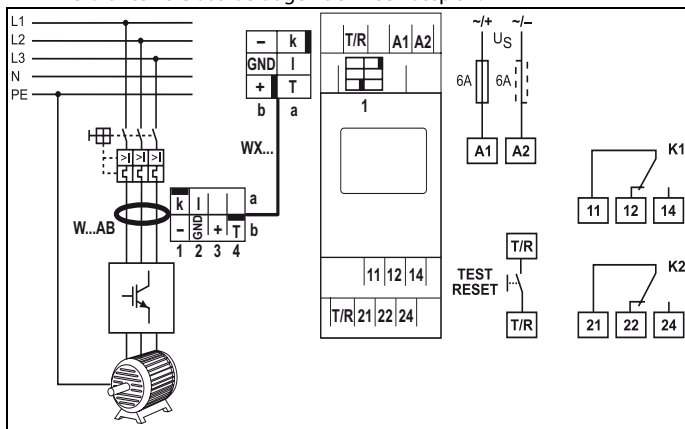 L1
L2
L3
N
PE
– k
GND l
+ T
b a
WX...
T/R A1 A2
1
~/+ ~/–
US
6A 6A
A1 A2
K1
11 12 14
>I >I >I
W...AB
k l a
– GND + T b
1 2 3 4
11 12 14
T/R 21 22 24
TEST
RESET
T/R
T/R
K2
21 22 24